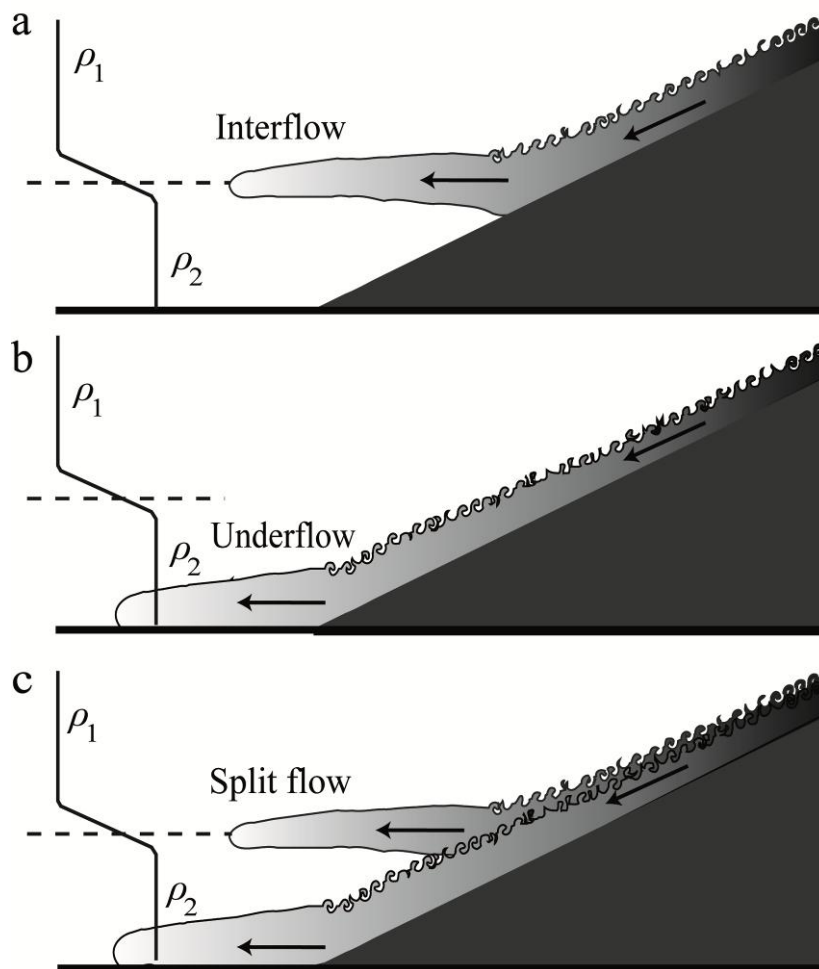 a
ρ1
Interflow
ρ2
b
ρ1
Underflow
ρ2
c
ρ1
Split flow
ρ2